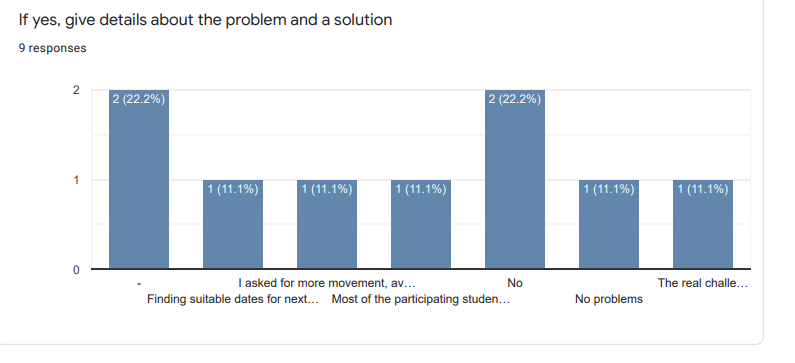 If yes, give details about the problem and a solution
9 responses
2
2 (22.2%)
2 (22.2%)
1
1 (11.1%)
1 (11.1%)
1 (11.1%)
1 (11.1%)
1 (11.1%)
0
-
I asked for more movement, av…
No
The real challe…
Finding suitable dates for next…
Most of the participating studen…
No problems